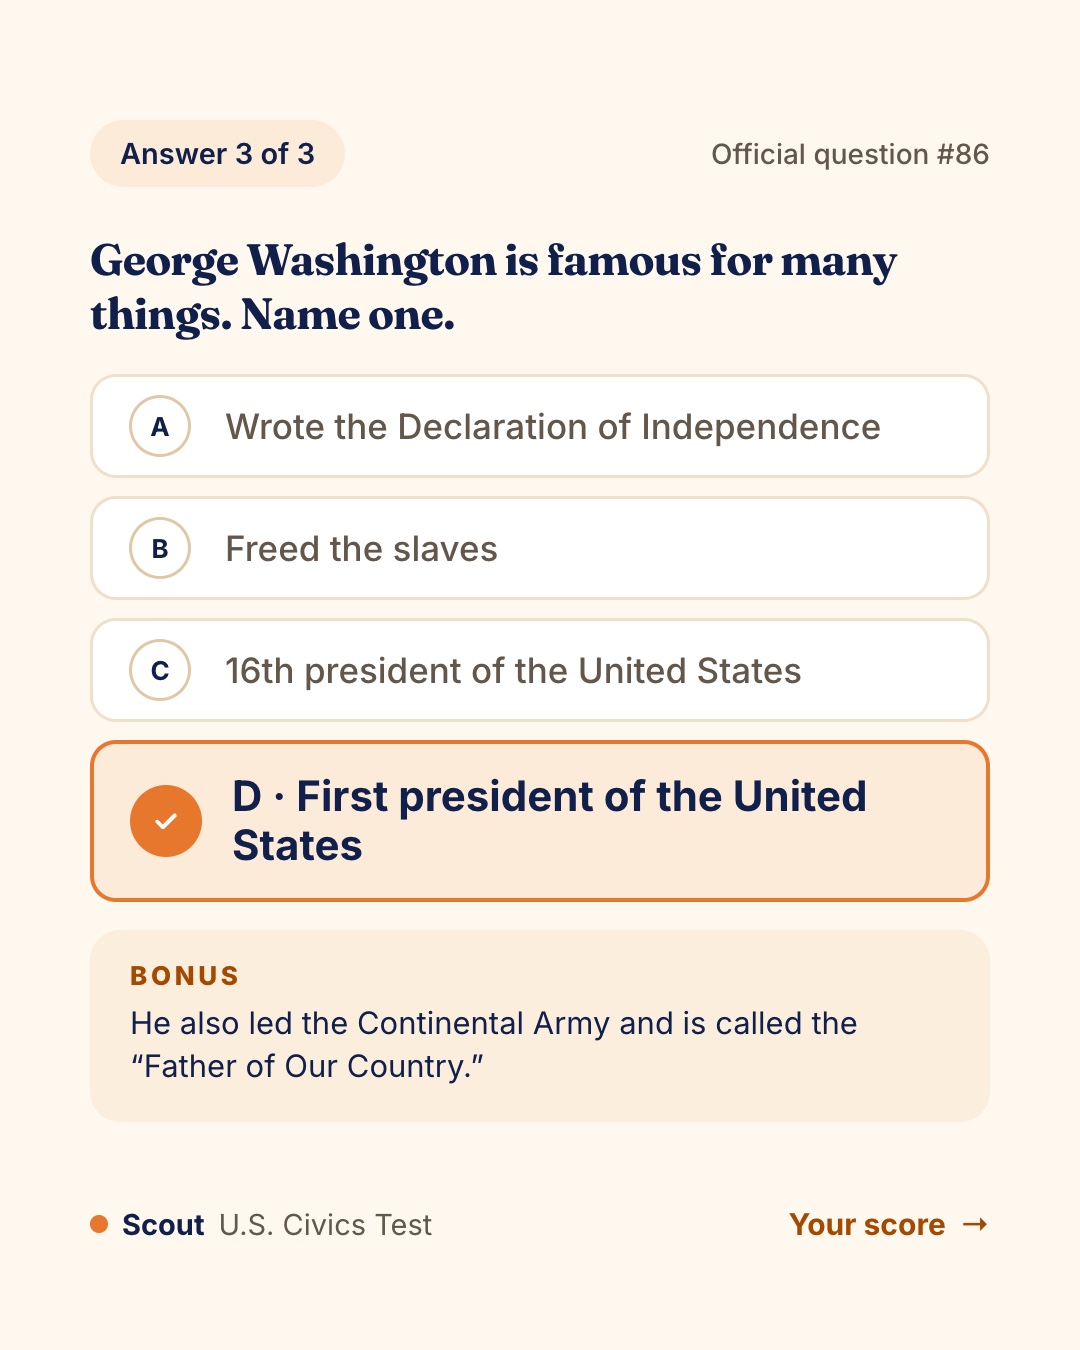 Answer 3 of 3
Official question #86
George Washington is famous for many
things. Name one.
A Wrote the Declaration of Independence
B Freed the slaves
C 16th president of the United States
D · First president of the United
States
BONUS
He also led the Continental Army and is called the
“Father of Our Country.”
Scout U.S. Civics Test
Your score →